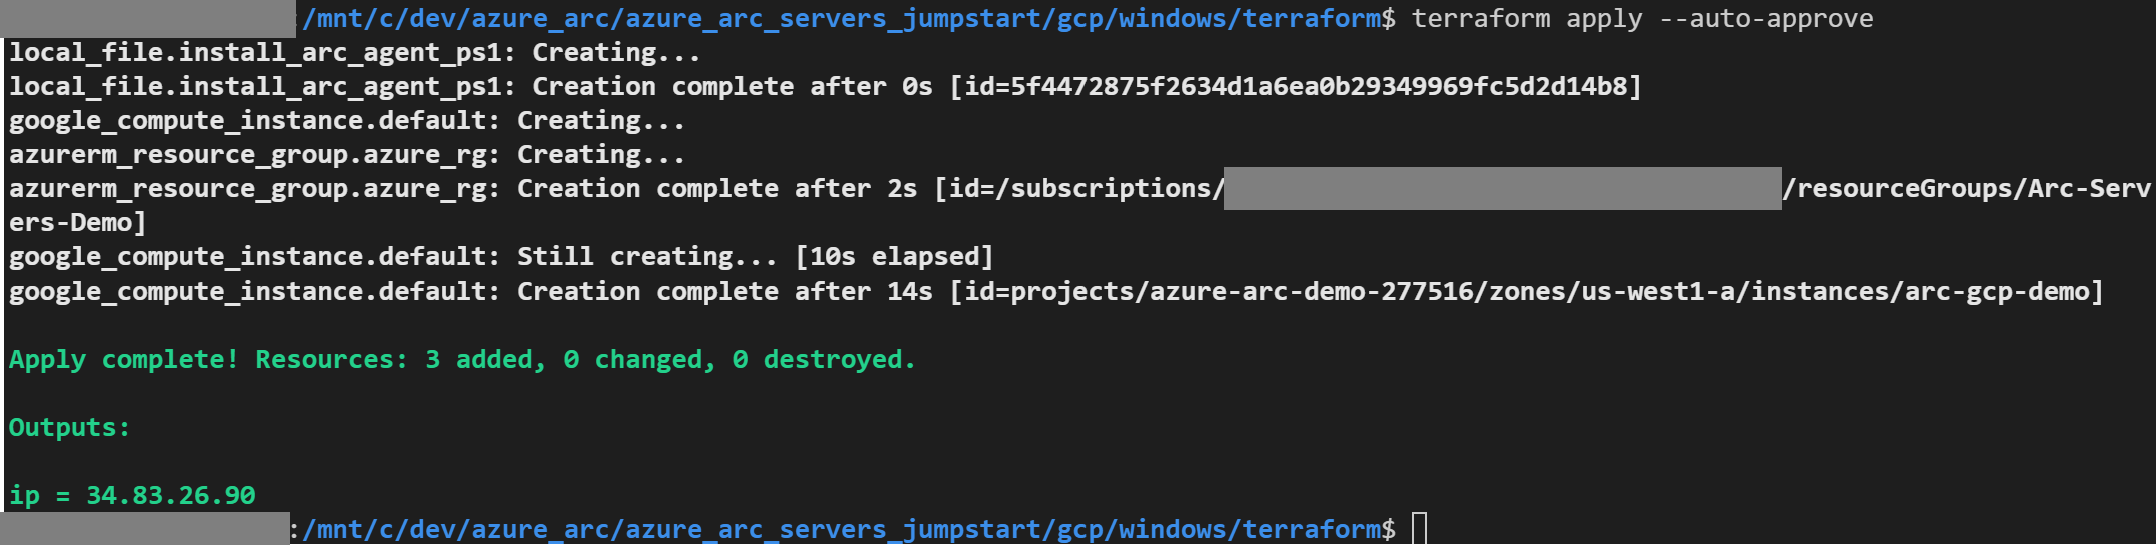 :/mnt/c/dev/azure_arc/azure_arc_servers_jumpstart/gcp/windows/terraform$ terraform apply --auto-approve
local_file.install_arc_agent_ps1: Creating...
local_file.install_arc_agent_ps1: Creation complete after 0s [id=5f4472875f2634d1a6ea0b29349969fc5d2d14b8]
google_compute_instance.default: Creating...
azurerm_resource_group.azure_rg: Creating...
azurerm_resource_group.azure_rg: Creation complete after 2s [id=/subscriptions/ /resourceGroups/Arc-Serv
ers-Demo]
google_compute_instance.default: Still creating... [10s elapsed]
google_compute_instance.default: Creation complete after 14s [id=projects/azure-arc-demo-277516/zones/us-west1-a/instances/arc-gcp-demo]
Apply complete! Resources: 3 added, 0 changed, 0 destroyed.
Outputs:
ip = 34.83.26.90
:/mnt/c/dev/azure_arc/azure_arc_servers_jumpstart/gcp/windows/terraform$